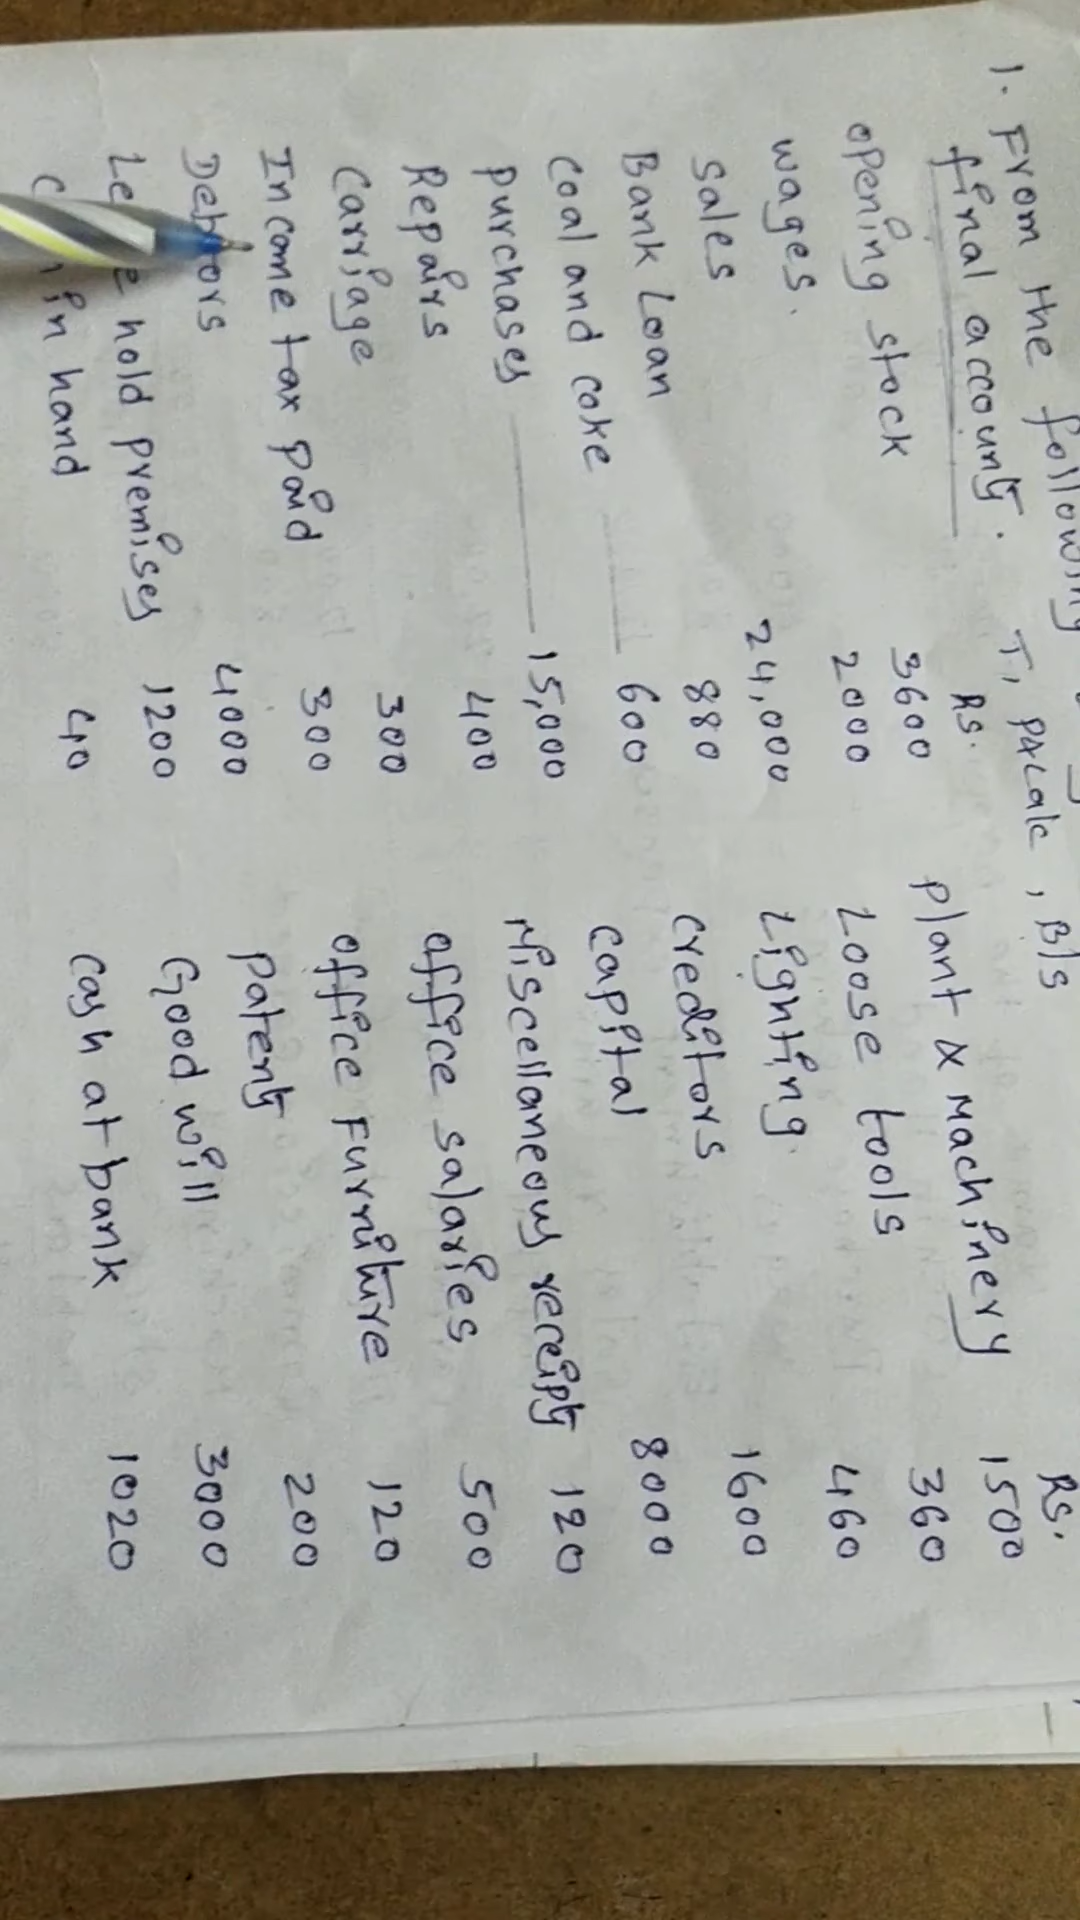 1. From the following
final account. T, P&L a/c, B/s
Rs. Rs.
opening stock 3600 plant & Machinery 1500
wages. 2000 Loose tools 360
sales 24,000 Lighting. 460
Bank Loan 880 creditors 1600
coal and coke 600 capital 8000
purchases 15,000 Miscellaneous receipts 120
Repairs 400 office salaries 500
carriage 300 office Furniture 120
Income tax paid 300 patents 200
Debtors 4000 Good will 3000
hold premises 1200 cash at bank 1020
in hand 40